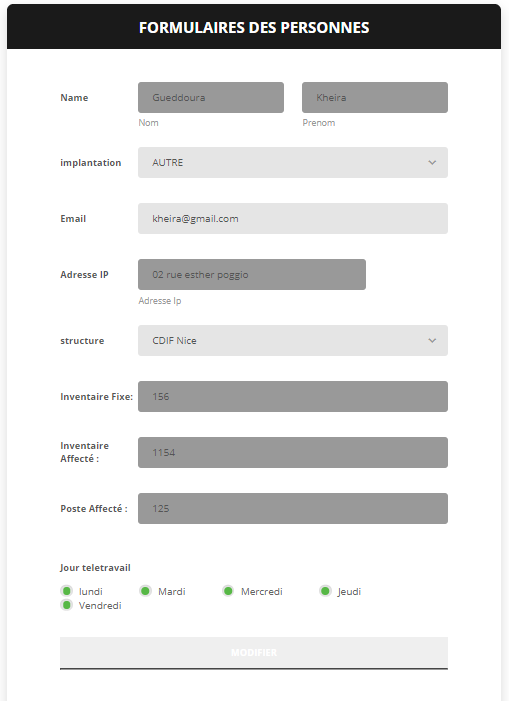 FORMULAIRES DES PERSONNES
Name Gueddoura Kheira
Nom Prenom
implantation AUTRE
Email kheira@gmail.com
Adresse IP 02 rue esther poggio
Adresse Ip
structure CDIF Nice
Inventaire Fixe: 156
Inventaire
Affecté : 1154
Poste Affecté : 125
Jour teletravail
lundi Mardi Mercredi Jeudi
Vendredi
MODIFIER